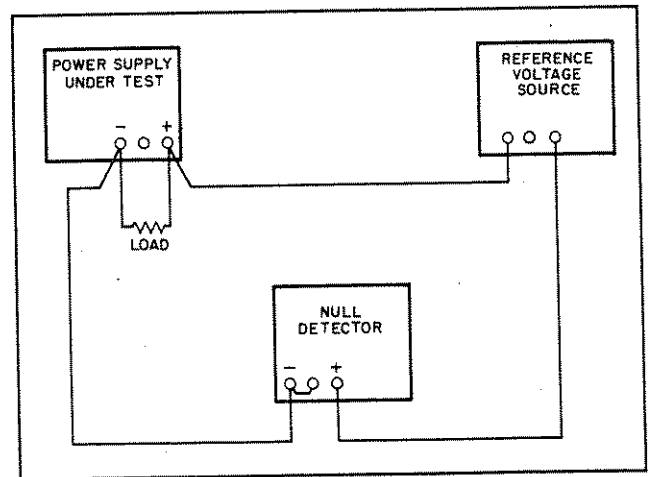 POWER SUPPLY
UNDER TEST
- +
REFERENCE
VOLTAGE
SOURCE
LOAD
NULL
DETECTOR
- +